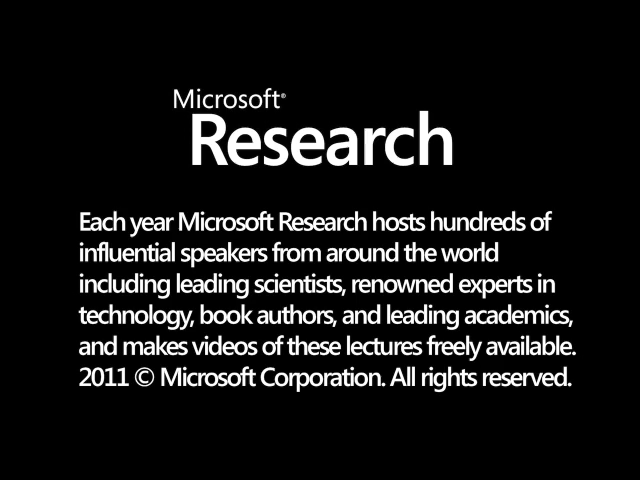 Microsoft®
Research
Each year Microsoft Research hosts hundreds of
influential speakers from around the world
including leading scientists, renowned experts in
technology, book authors, and leading academics,
and makes videos of these lectures freely available.
2011 © Microsoft Corporation. All rights reserved.